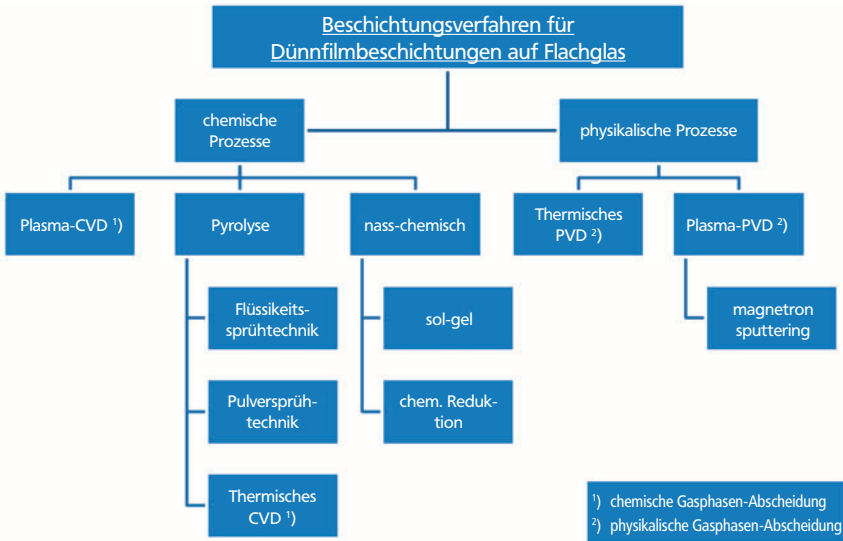 Beschichtungsverfahren für
Dünnfilmbeschichtungen auf Flachglas
chemische
Prozesse
physikalische Prozesse
Plasma-CVD ¹)
Pyrolyse
nass-chemisch
Thermisches
PVD ²)
Plasma-PVD ²)
Flüssikeits-
sprühtechnik
sol-gel
magnetron
sputtering
Pulversprüh-
technik
chem. Reduk-
tion
Thermisches
CVD ¹)
¹) chemische Gasphasen-Abscheidung
²) physikalische Gasphasen-Abscheidung